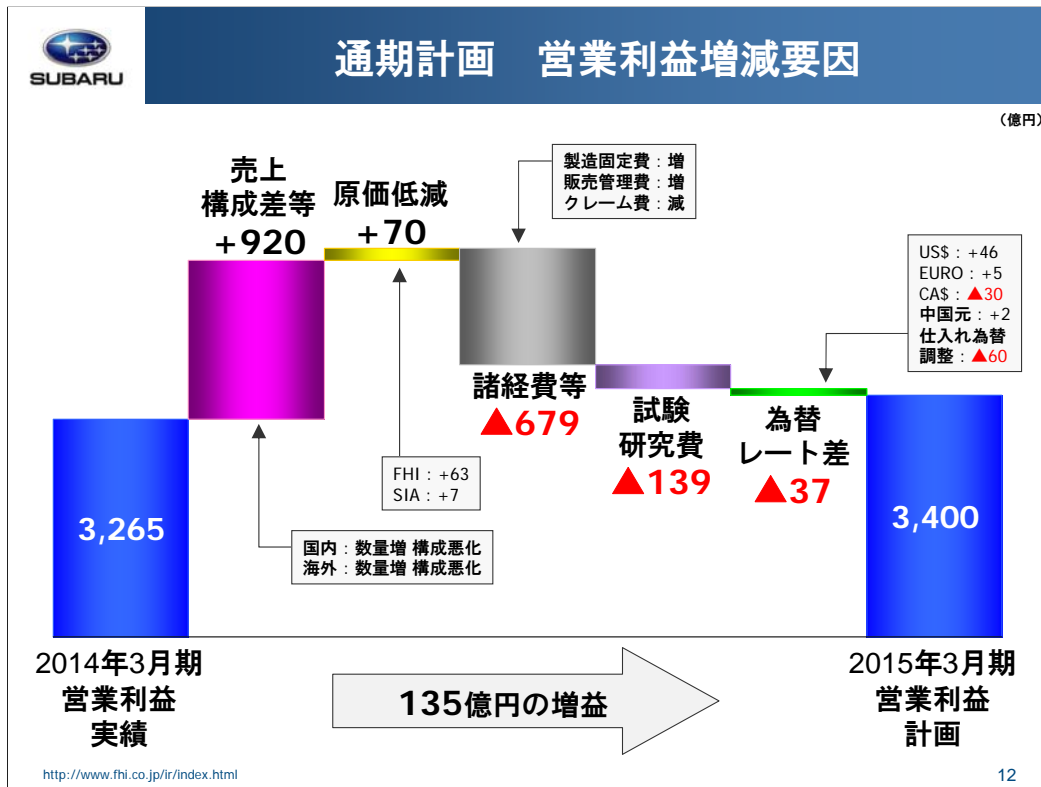 SUBARU
通期計画 営業利益増減要因
（億円）
売上
構成差等
+920
原価低減
+70
製造固定費：増
販売管理費：増
クレーム費：減
US$：+46
EURO：+5
CA$：▲30
中国元：+2
仕入れ為替
調整：▲60
諸経費等
▲679
試験
研究費
▲139
為替
レート差
▲37
FHI：+63
SIA：+7
国内：数量増 構成悪化
海外：数量増 構成悪化
3,265
3,400
2014年3月期
営業利益
実績
135億円の増益
2015年3月期
営業利益
計画
http://www.fhi.co.jp/ir/index.html
12